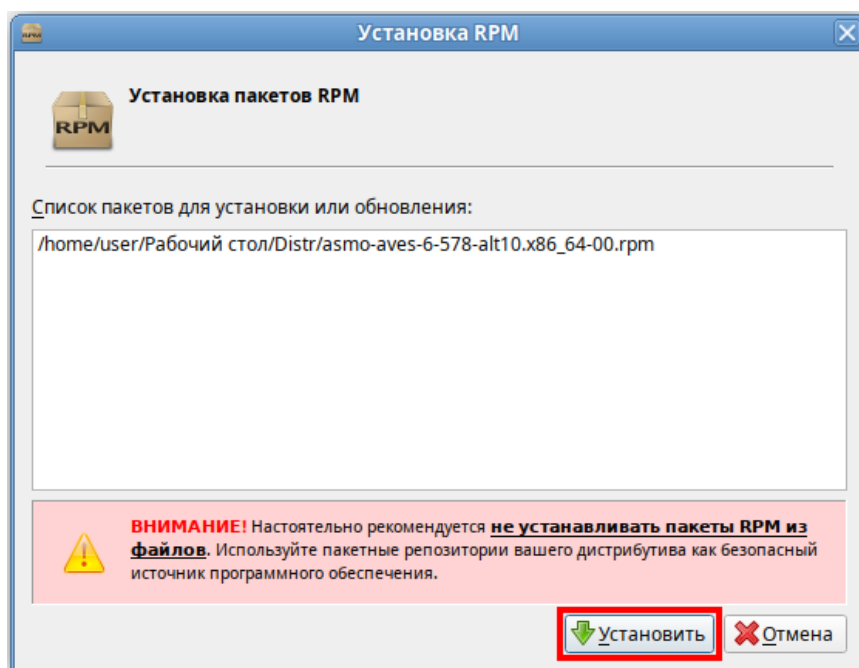 Установка RPM
RPM
Установка пакетов RPM
RPM
Список пакетов для установки или обновления:
/home/user/Рабочий стол/Distr/asmo-aves-6-578-alt10.x86_64-00.rpm
ВНИМАНИЕ! Настоятельно рекомендуется не устанавливать пакеты RPM из
файлов. Используйте пакетные репозитории вашего дистрибутива как безопасный
источник программного обеспечения.
Установить
Отмена